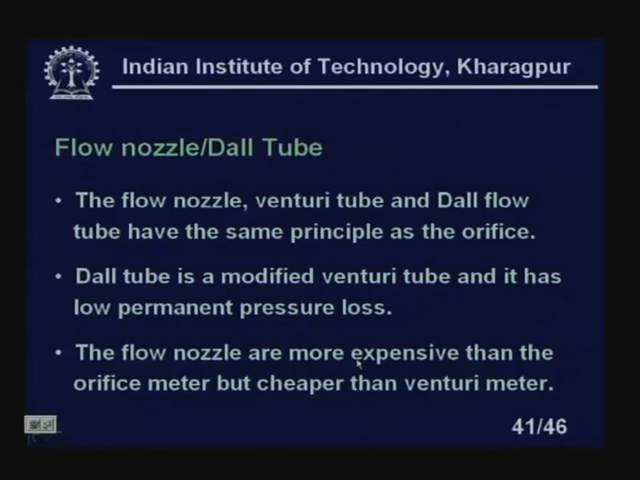 Indian Institute of Technology, Kharagpur
Flow nozzle/Dall Tube
• The flow nozzle, venturi tube and Dall flow
tube have the same principle as the orifice.
• Dall tube is a modified venturi tube and it has
low permanent pressure loss.
• The flow nozzle are more expensive than the
orifice meter but cheaper than venturi meter.
41/46